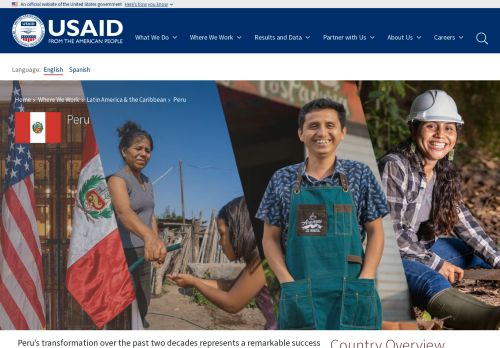 An official website of the United States government Here's how you know
USAID
FROM THE AMERICAN PEOPLE
What We Do
Where We Work
Results and Data
Partner with Us
About Us
Careers
Language: English Spanish
Home > Where We Work > Latin America & the Caribbean > Peru
Peru
Peru's transformation over the past two decades represents a remarkable success
Country Overview